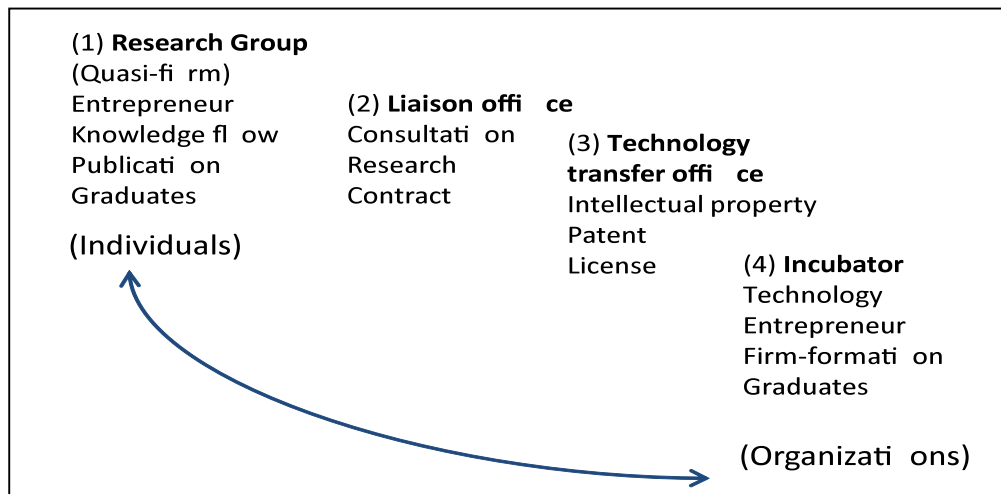 (1) Research Group
(Quasi-fi rm)
Entrepreneur
Knowledge fl ow
Publicati on
Graduates
(Individuals)
(2) Liaison offi ce
Consultati on
Research
Contract
(3) Technology
transfer offi ce
Intellectual property
Patent
License
(4) Incubator
Technology
Entrepreneur
Firm-formati on
Graduates
(Organizati ons)